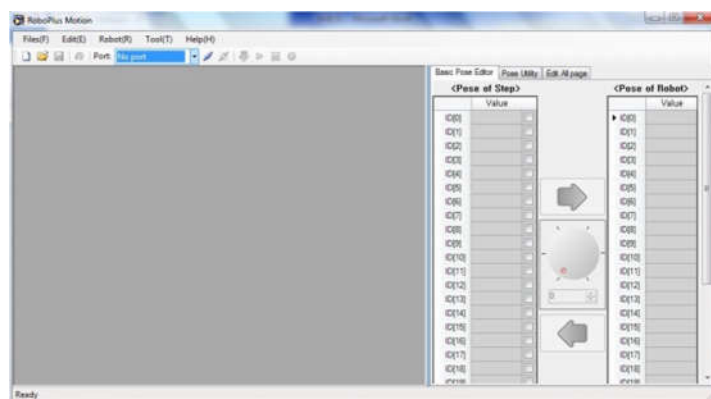 RoboPlus Motion
Files(F) Edit(E) Robot(R) Tool(T) Help(H)
Port: No port
Basic Pose Editor Pose Utility Edit All page
<Pose of Step> <Pose of Robot>
Value Value
ID[0] ID[0]
ID[1] ID[1]
ID[2] ID[2]
ID[3] ID[3]
ID[4] ID[4]
ID[5] ID[5]
ID[6] ID[6]
ID[7] ID[7]
ID[8] ID[8]
ID[9] ID[9]
ID[10] ID[10]
ID[11] ID[11]
ID[12] ID[12]
ID[13] 0 ID[13]
ID[14] ID[14]
ID[15] ID[15]
ID[16] ID[16]
ID[17] ID[17]
ID[18] ID[18]
Ready